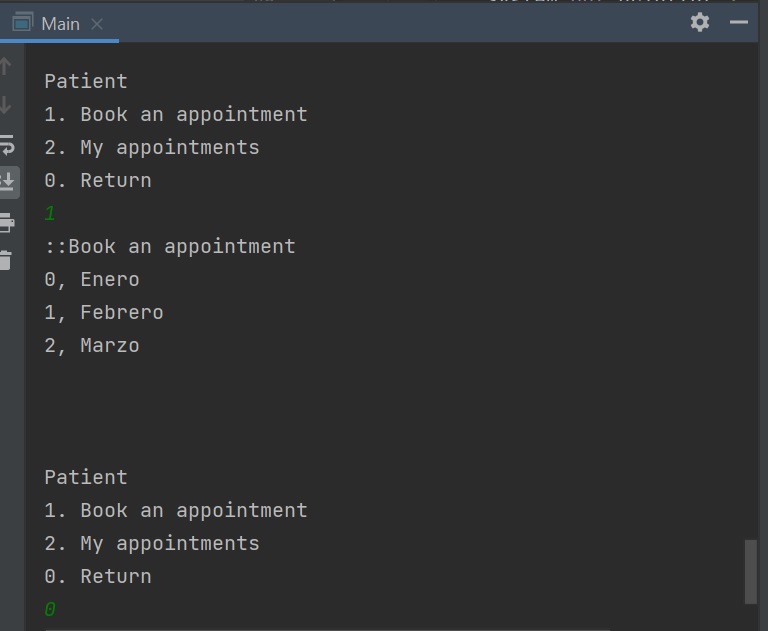 Main
Patient
1. Book an appointment
2. My appointments
0. Return
1
::Book an appointment
0, Enero
1, Febrero
2, Marzo
Patient
1. Book an appointment
2. My appointments
0. Return
0